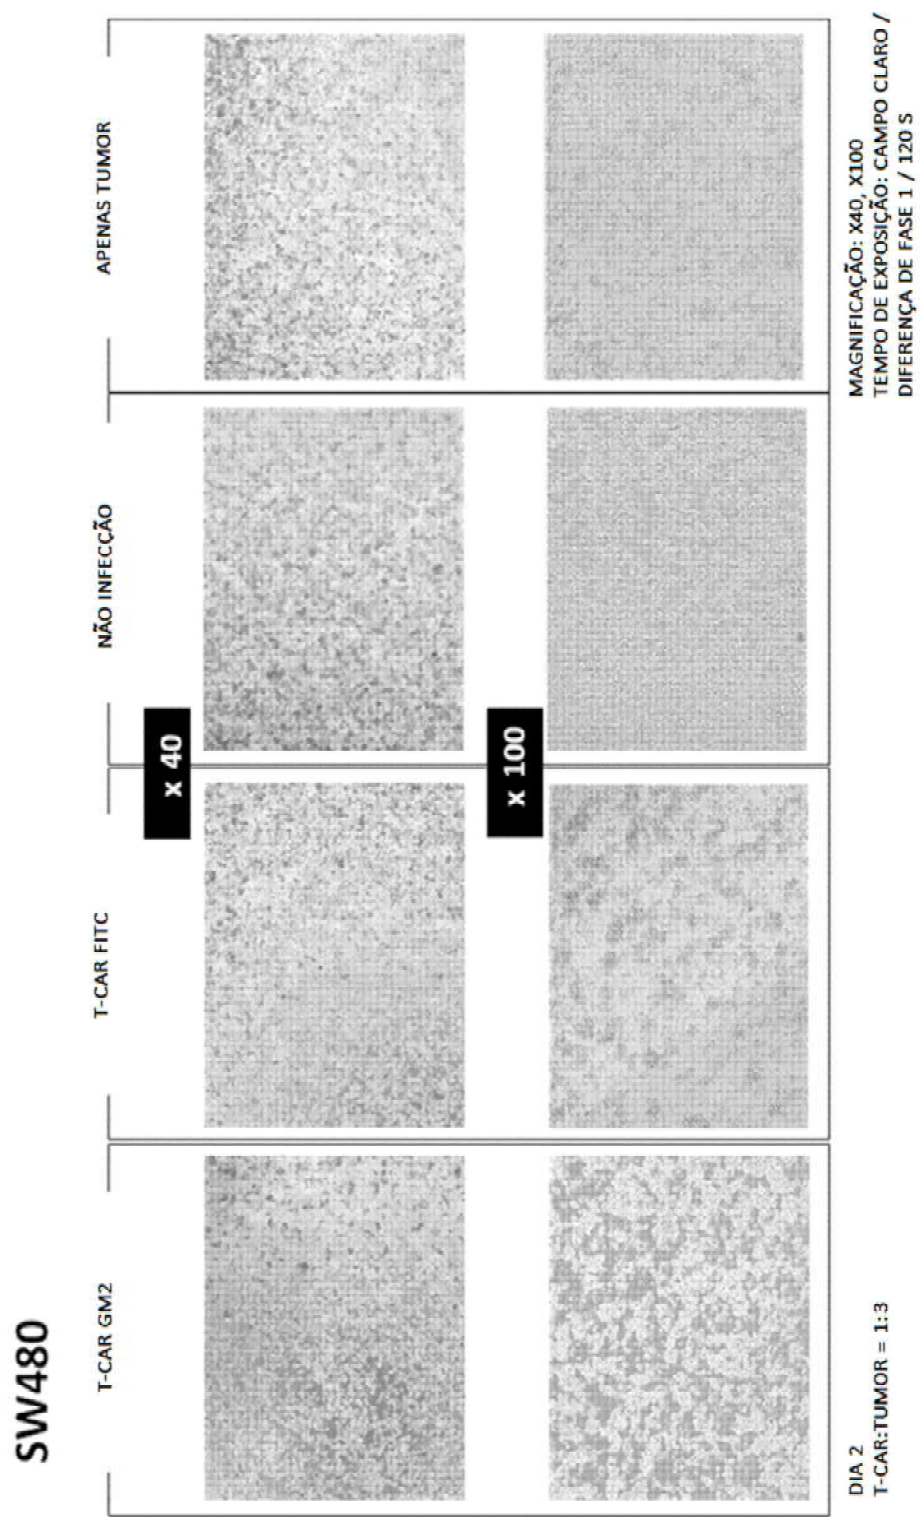 SW480
T-CAR GM2
T-CAR FITC
NÃO INFECÇÃO
APENAS TUMOR
x 40
x 100
DIA 2
T-CAR:TUMOR = 1:3
MAGNIFICAÇÃO: X40, X100
TEMPO DE EXPOSIÇÃO: CAMPO CLARO /
DIFERENÇA DE FASE 1 / 120 S